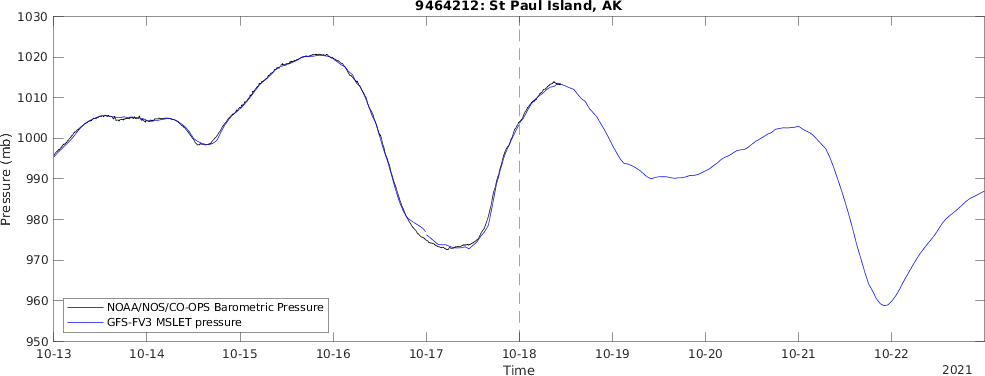 9464212: St Paul Island, AK
1030
1020
1010
1000
990
980
970
960
950
Pressure (mb)
NOAA/NOS/CO-OPS Barometric Pressure
GFS-FV3 MSLET pressure
10-13 10-14 10-15 10-16 10-17 10-18 10-19 10-20 10-21 10-22
Time
2021